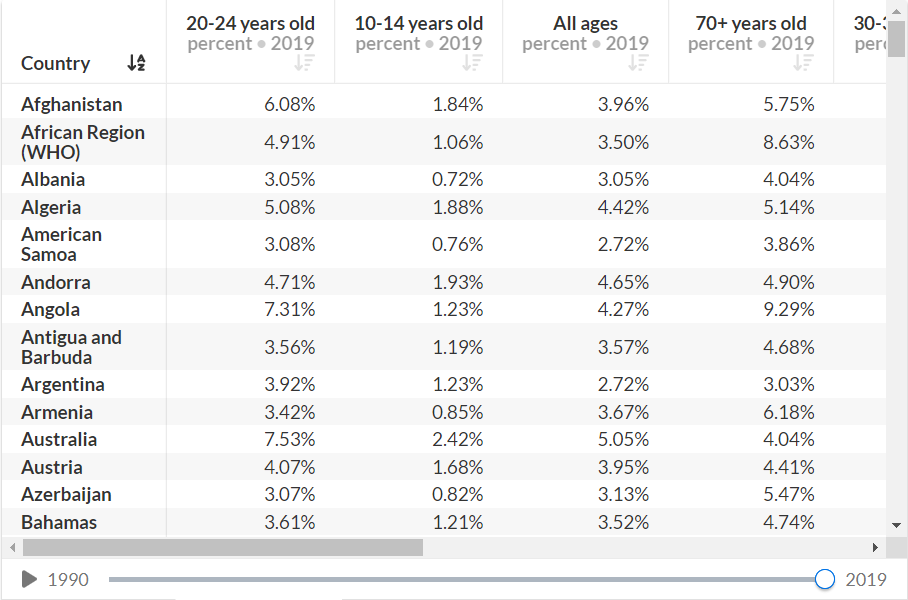 20-24 years old 10-14 years old All ages 70+ years old 30-
percent • 2019 percent • 2019 percent • 2019 percent • 2019
Country
Afghanistan 6.08% 1.84% 3.96% 5.75%
African Region
(WHO) 4.91% 1.06% 3.50% 8.63%
Albania 3.05% 0.72% 3.05% 4.04%
Algeria 5.08% 1.88% 4.42% 5.14%
American
Samoa 3.08% 0.76% 2.72% 3.86%
Andorra 4.71% 1.93% 4.65% 4.90%
Angola 7.31% 1.23% 4.27% 9.29%
Antigua and
Barbuda 3.56% 1.19% 3.57% 4.68%
Argentina 3.92% 1.23% 2.72% 3.03%
Armenia 3.42% 0.85% 3.67% 6.18%
Australia 7.53% 2.42% 5.05% 4.04%
Austria 4.07% 1.68% 3.95% 4.41%
Azerbaijan 3.07% 0.82% 3.13% 5.47%
Bahamas 3.61% 1.21% 3.52% 4.74%
1990 2019